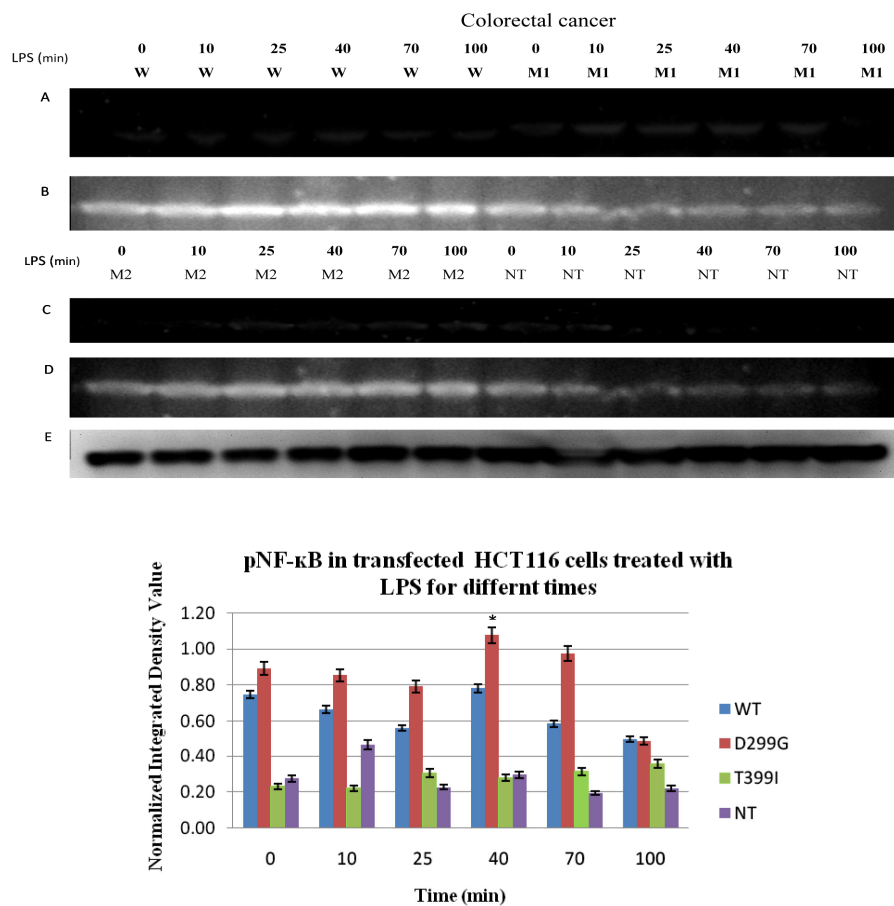 Colorectal cancer
LPS (min) 0 10 25 40 70 100 0 10 25 40 70 100
W W W W W W M1 M1 M1 M1 M1 M1
A
B
LPS (min) 0 10 25 40 70 100 0 10 25 40 70 100
M2 M2 M2 M2 M2 M2 NT NT NT NT NT NT
C
D
E
pNF-κB in transfected HCT116 cells treated with
LPS for differnt times
Normalized Integrated Density Value
1.20
1.00
0.80
0.60
0.40
0.20
0.00
*
0 10 25 40 70 100
Time (min)
WT
D299G
T399I
NT